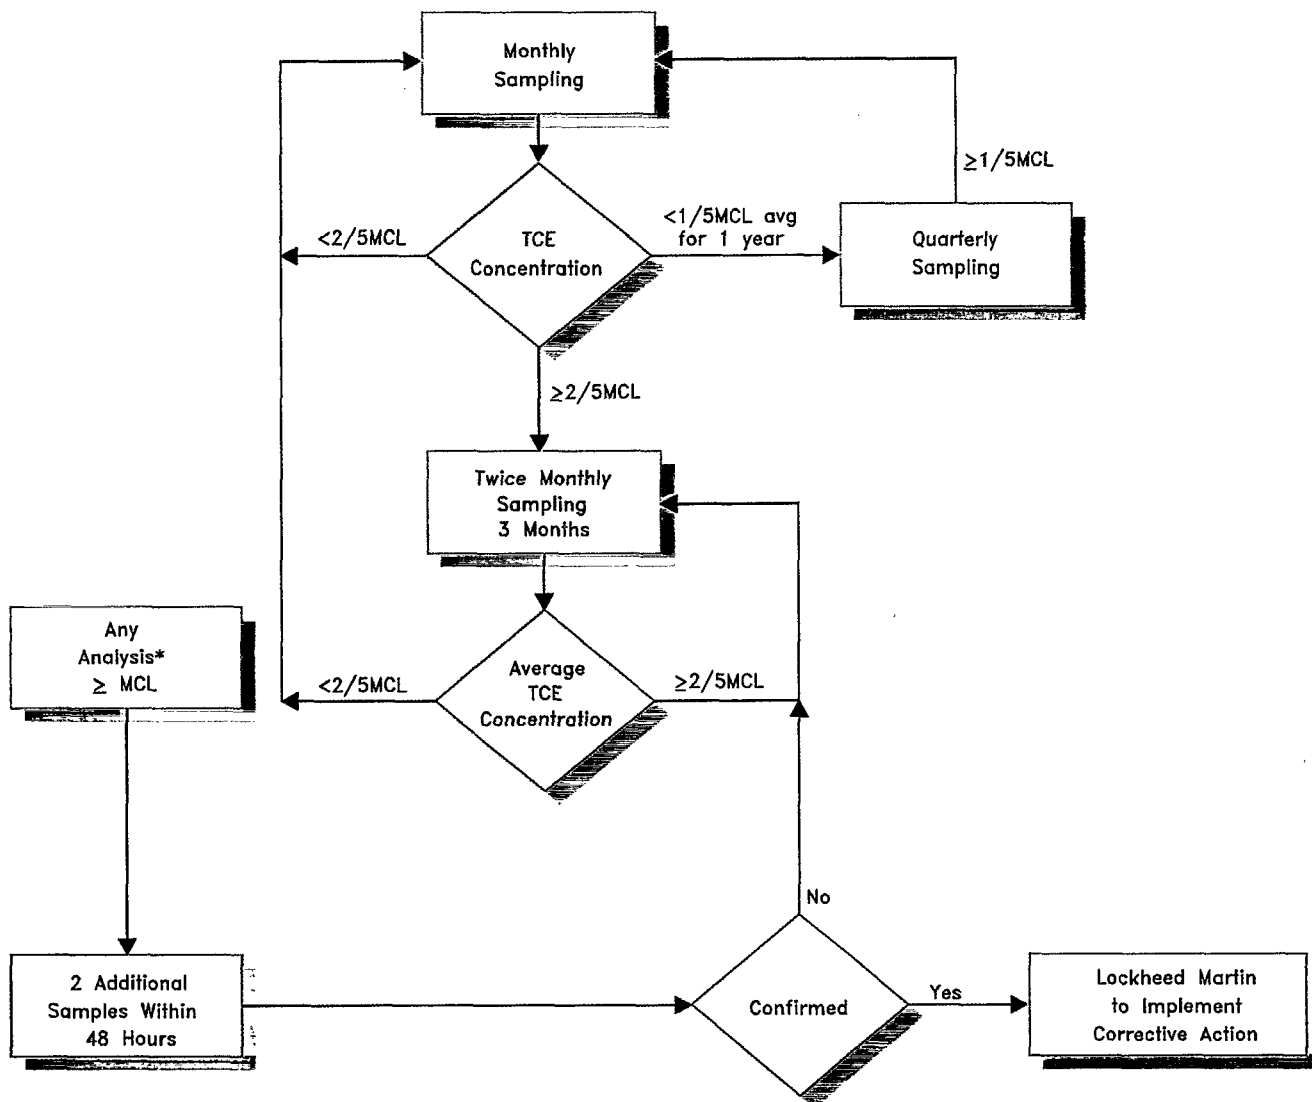 Monthly
Sampling
≥1/5MCL
<2/5MCL
TCE
Concentration
<1/5MCL avg
for 1 year
Quarterly
Sampling
≥2/5MCL
Twice Monthly
Sampling
3 Months
Any
Analysis*
≥ MCL
<2/5MCL
Average
TCE
Concentration
≥2/5MCL
No
2 Additional
Samples Within
48 Hours
Confirmed
Yes
Lockheed Martin
to Implement
Corrective Action